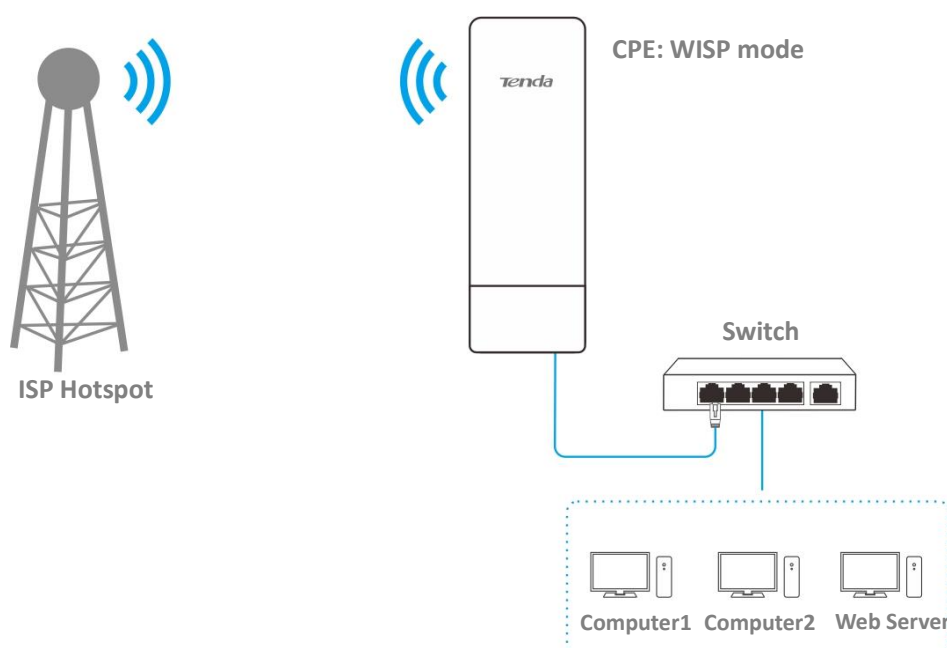 CPE: WISP mode
Tenda
Switch
ISP Hotspot
Computer1 Computer2 Web Server